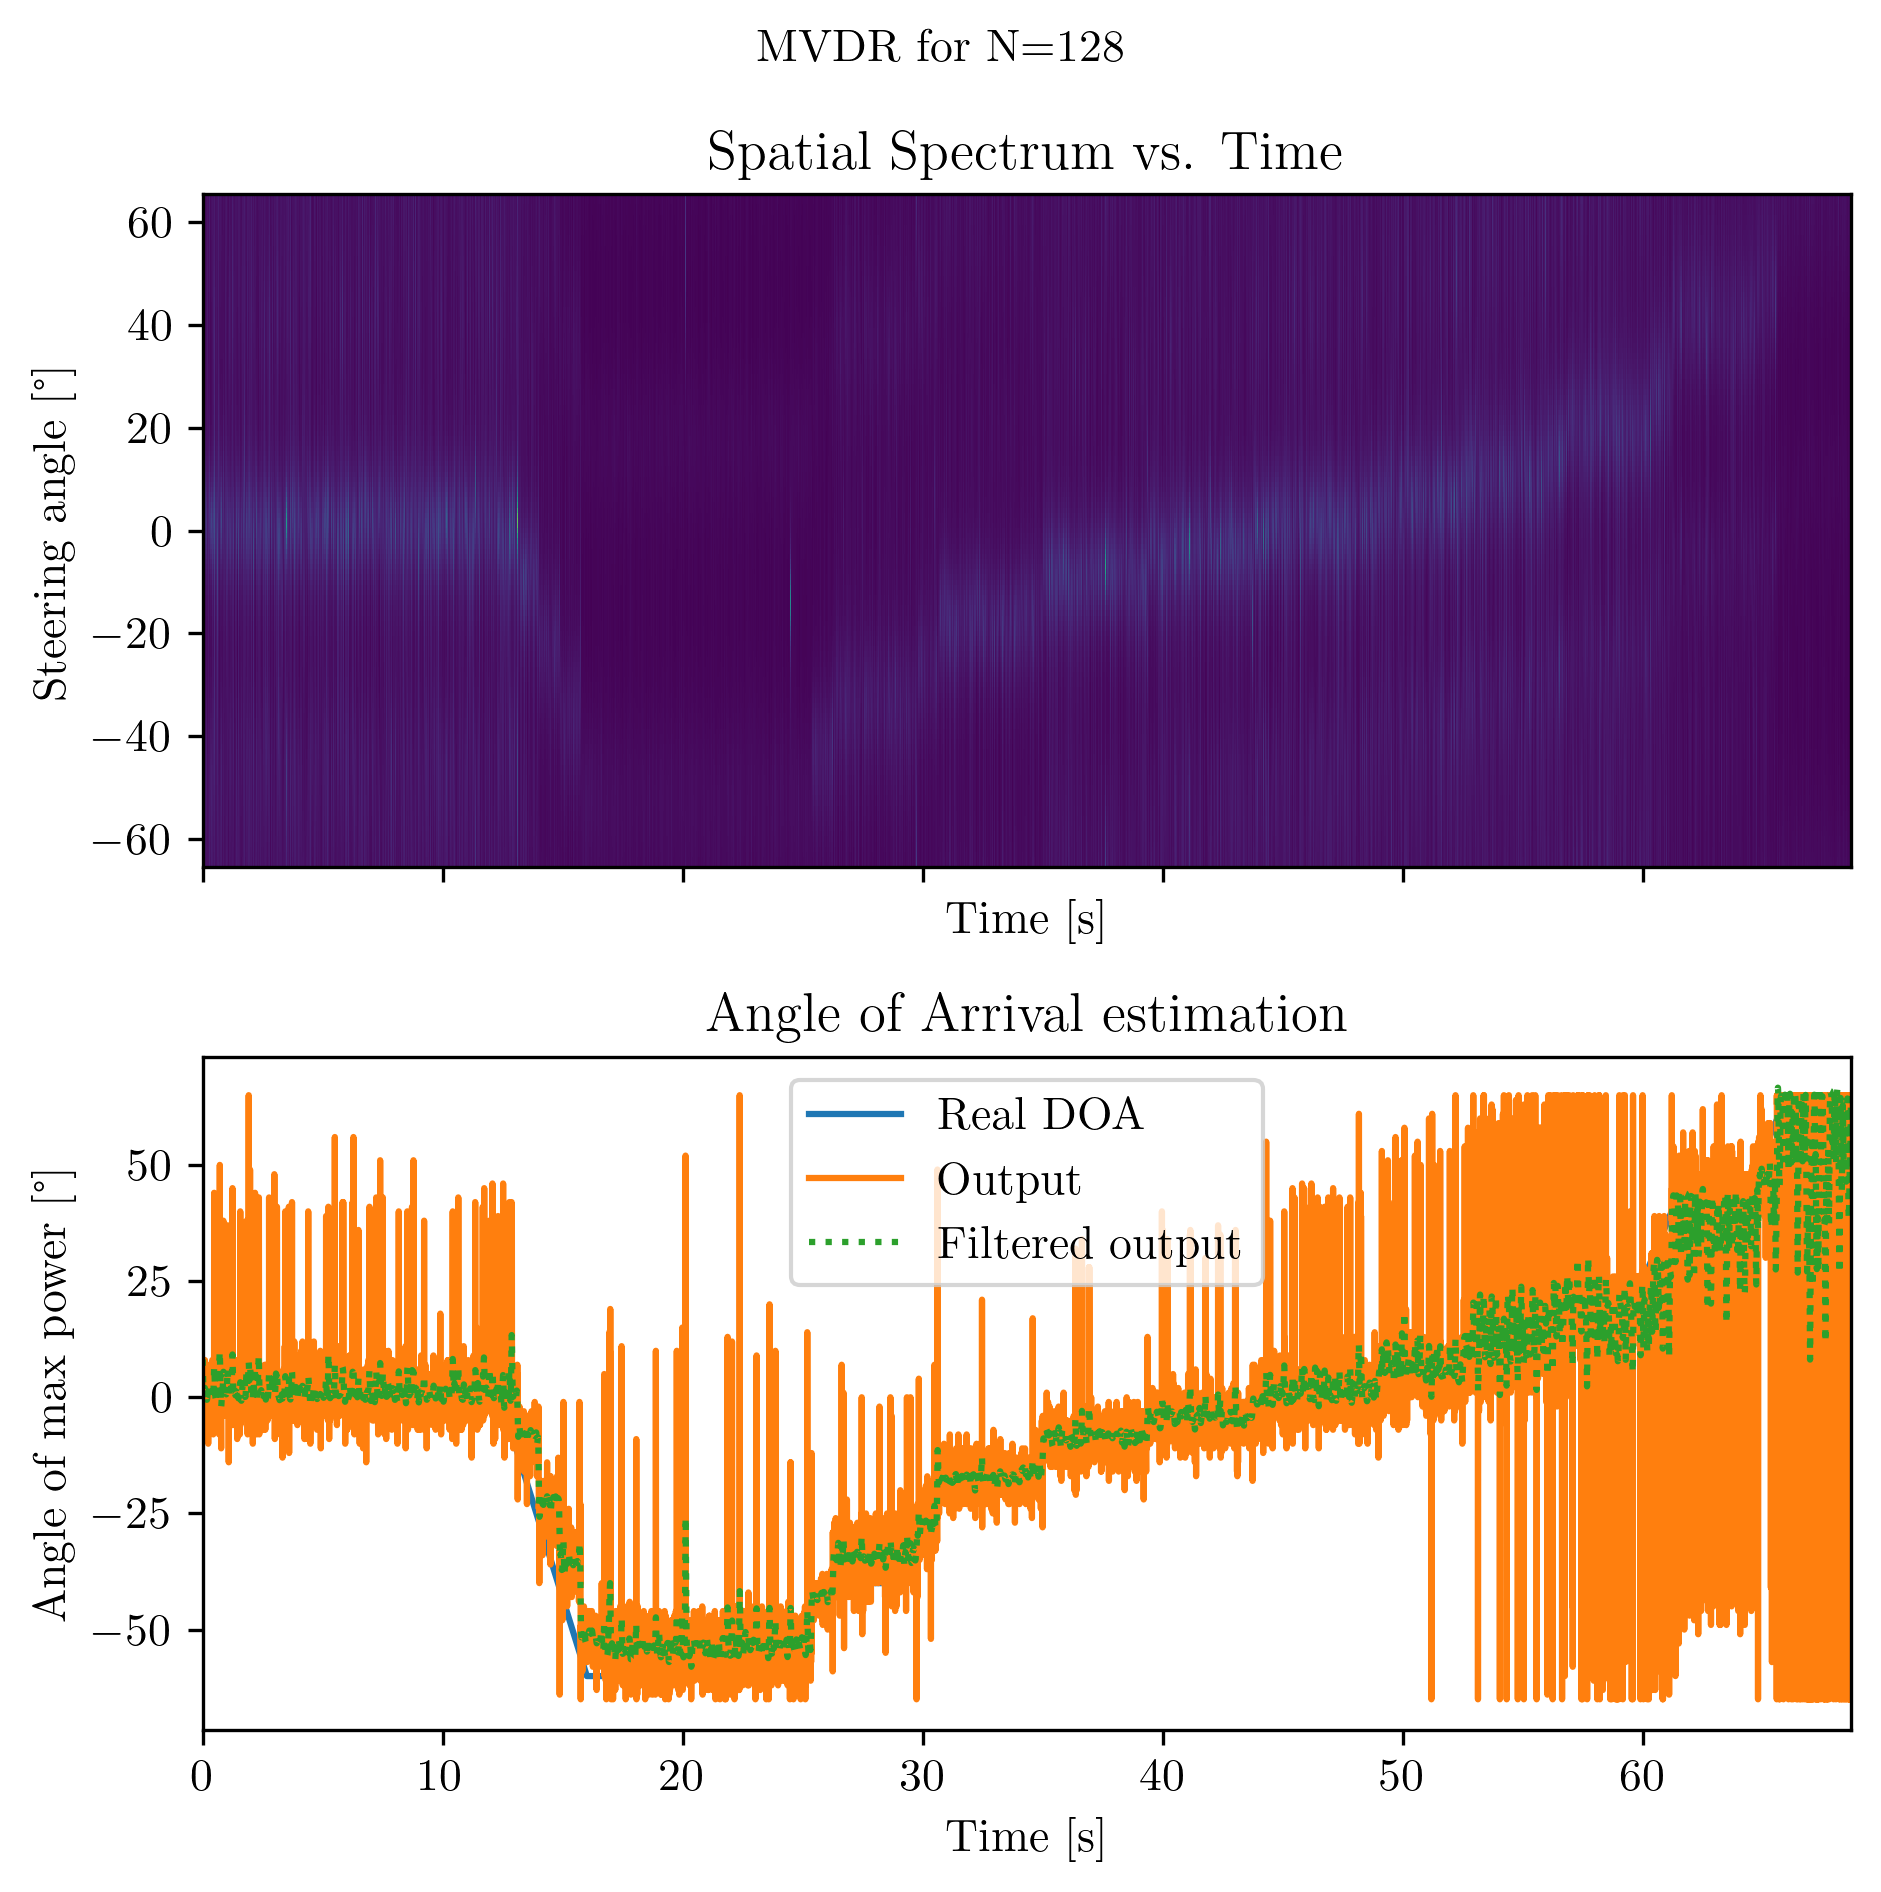 MVDR for N=128
Spatial Spectrum vs. Time
60
40
20
0
−20
−40
−60
Steering angle [°]
Time [s]
Angle of Arrival estimation
Real DOA
Output
Filtered output
50
25
0
−25
−50
Angle of max power [°]
0 10 20 30 40 50 60
Time [s]